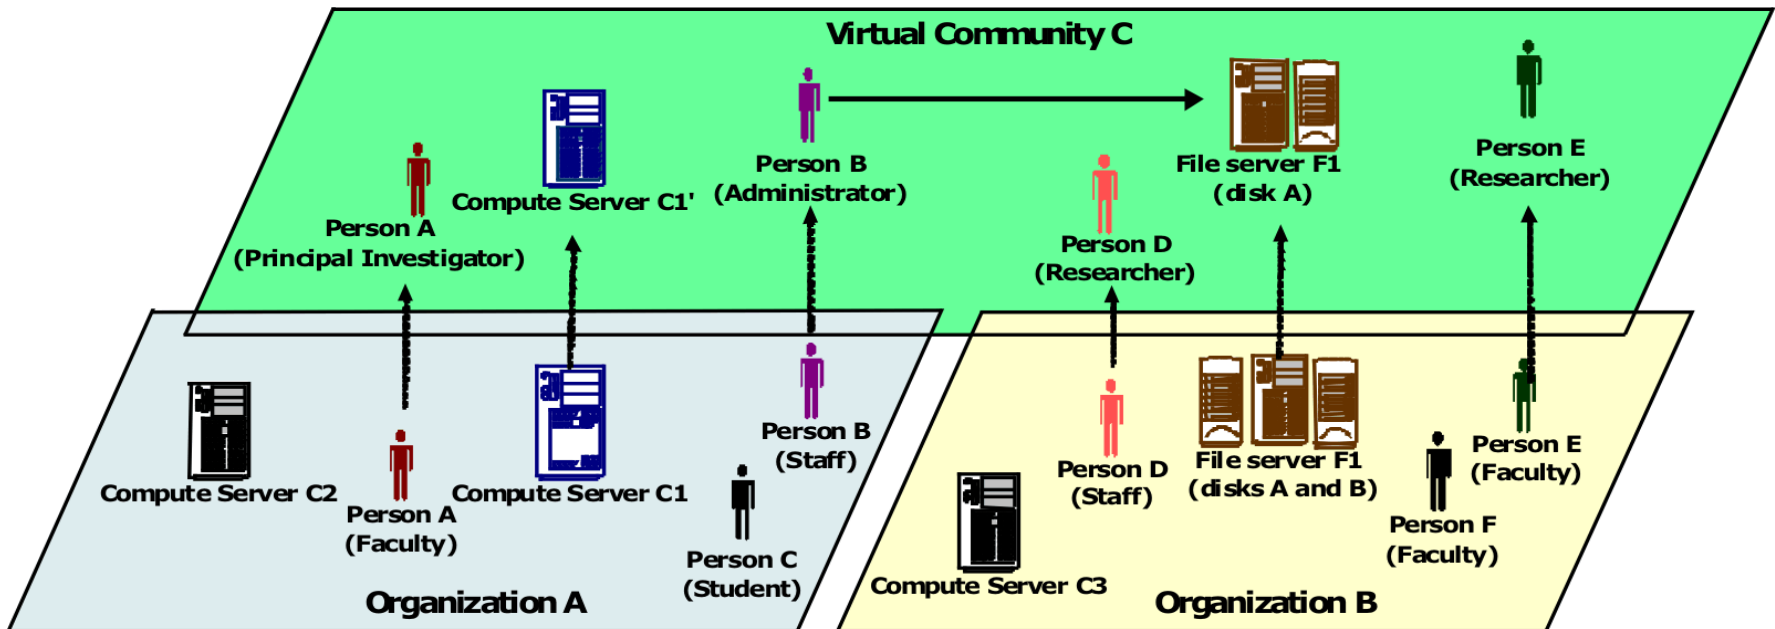 Virtual Community C
Person A
(Principal Investigator)
Compute Server C1'
Person B
(Administrator)
Person D
(Researcher)
File server F1
(disk A)
Person E
(Researcher)
Compute Server C2
Person A
(Faculty)
Compute Server C1
Person B
(Staff)
Person C
(Student)
Organization A
Compute Server C3
Person D
(Staff)
File server F1
(disks A and B)
Person F
(Faculty)
Person E
(Faculty)
Organization B